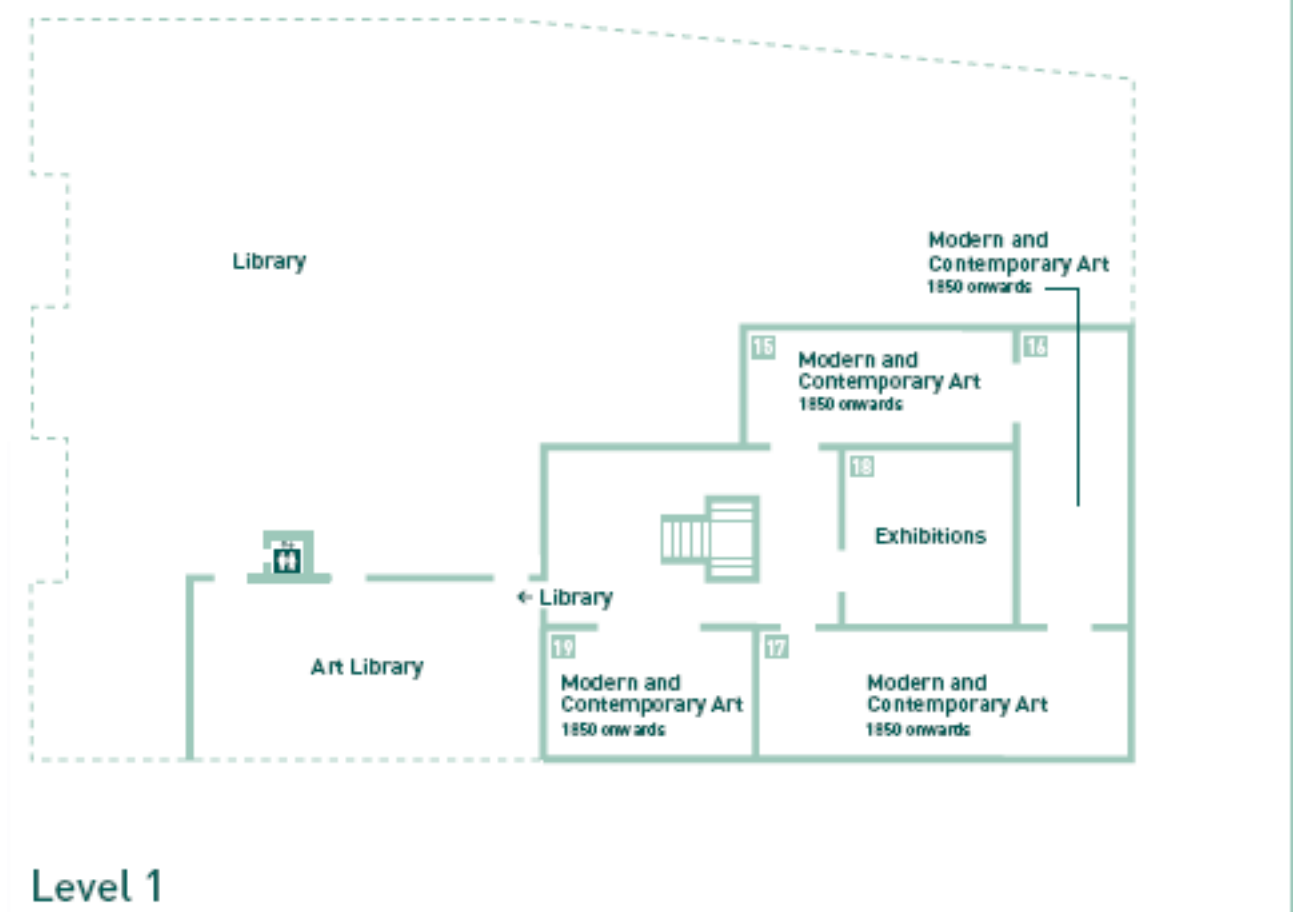 Library
Modern and
Contemporary Art
1850 onwards
15
Modern and
Contemporary Art
1850 onwards
16
18
Exhibitions
← Library
Art Library
19
Modern and
Contemporary Art
1850 onwards
17
Modern and
Contemporary Art
1850 onwards
Level 1